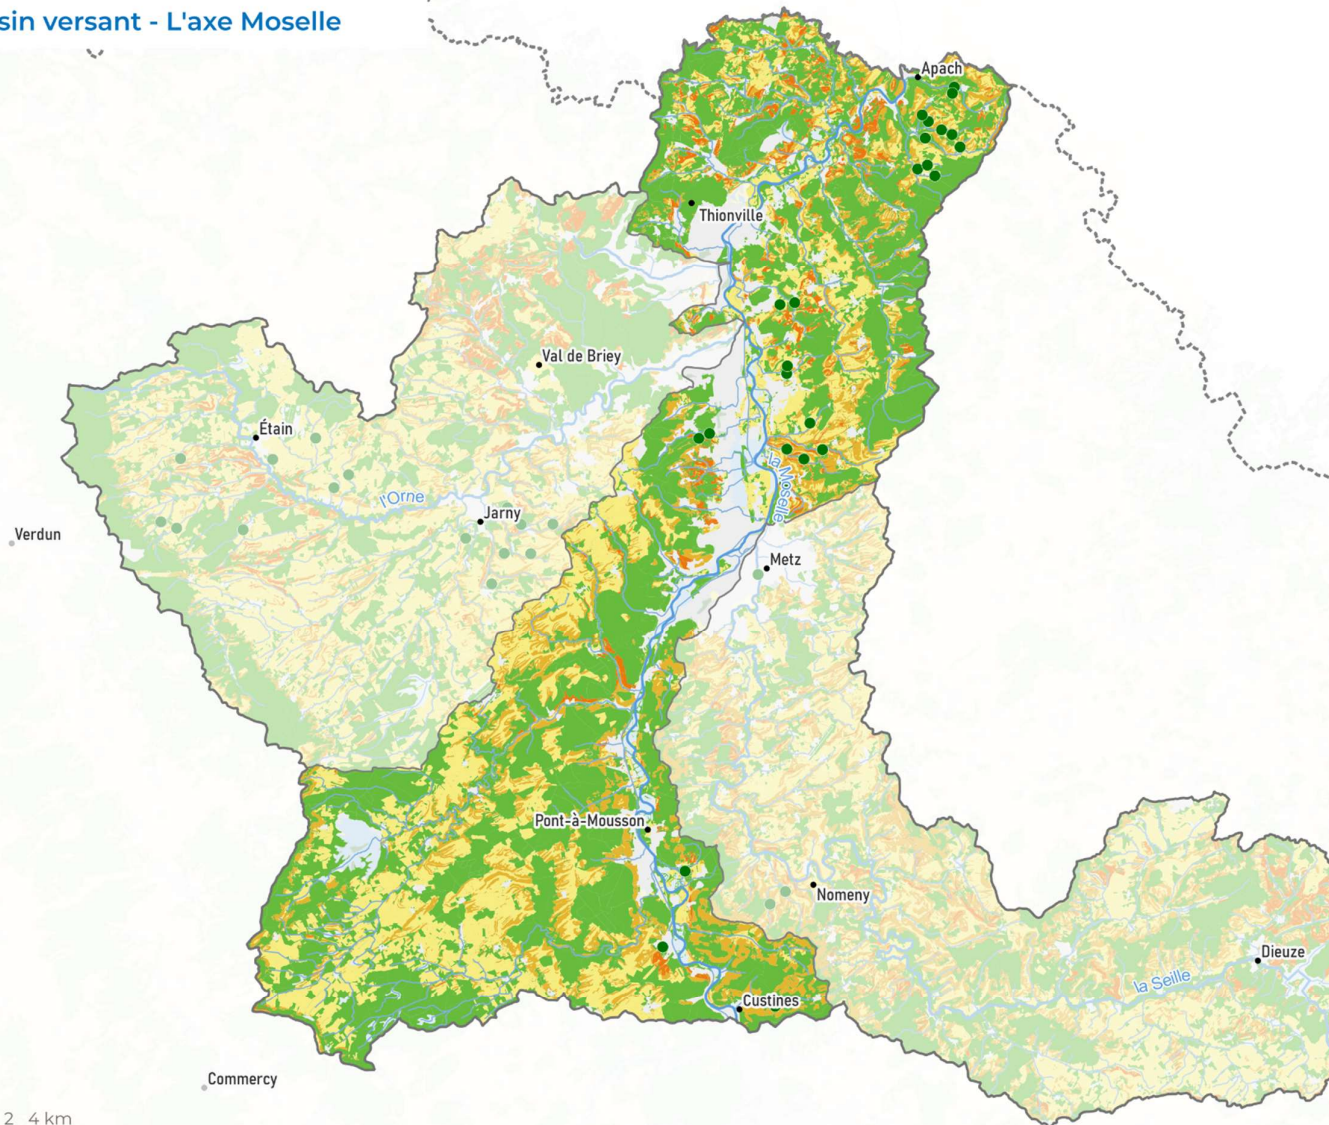 sin versant - L'axe Moselle
Apach
Thionville
Val de Briey
Étain
l'Orne
Jarny
la Moselle
Verdun
Metz
Pont-à-Mousson
Nomeny
Dieuze
la Seille
Custines
Commercy
2 4 km